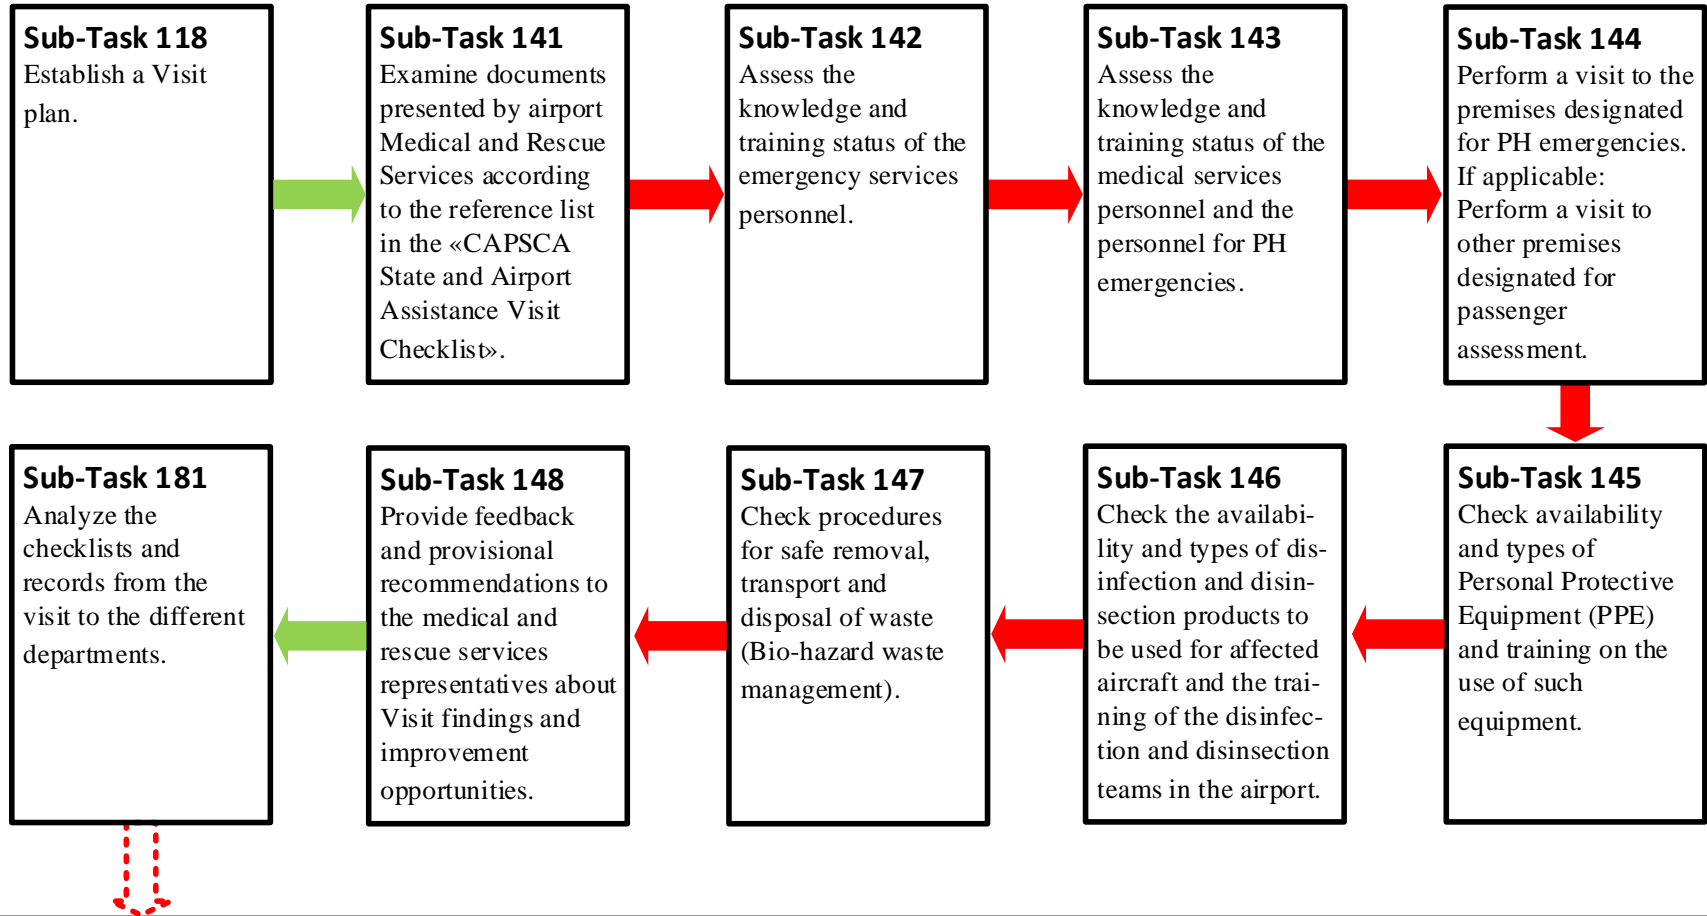 Sub-Task 118
Establish a Visit
plan.
Sub-Task 141
Examine documents
presented by airport
Medical and Rescue
Services according
to the reference list
in the «CAPSCA
State and Airport
Assistance Visit
Checklist».
Sub-Task 142
Assess the
knowledge and
training status of the
emergency services
personnel.
Sub-Task 143
Assess the
knowledge and
training status of the
medical services
personnel and the
personnel for PH
emergencies.
Sub-Task 144
Perform a visit to the
premises designated
for PH emergencies.
If applicable:
Perform a visit to
other premises
designated for
passenger
assessment.
Sub-Task 145
Check availability
and types of
Personal Protective
Equipment (PPE)
and training on the
use of such
equipment.
Sub-Task 146
Check the availabi-
lity and types of dis-
infection and disin-
section products to
be used for affected
aircraft and the trai-
ning of the disinfec-
tion and disinsection
teams in the airport.
Sub-Task 147
Check procedures
for safe removal,
transport and
disposal of waste
(Bio-hazard waste
management).
Sub-Task 148
Provide feedback
and provisional
recommendations to
the medical and
rescue services
representatives about
Visit findings and
improvement
opportunities.
Sub-Task 181
Analyze the
checklists and
records from the
visit to the different
departments.